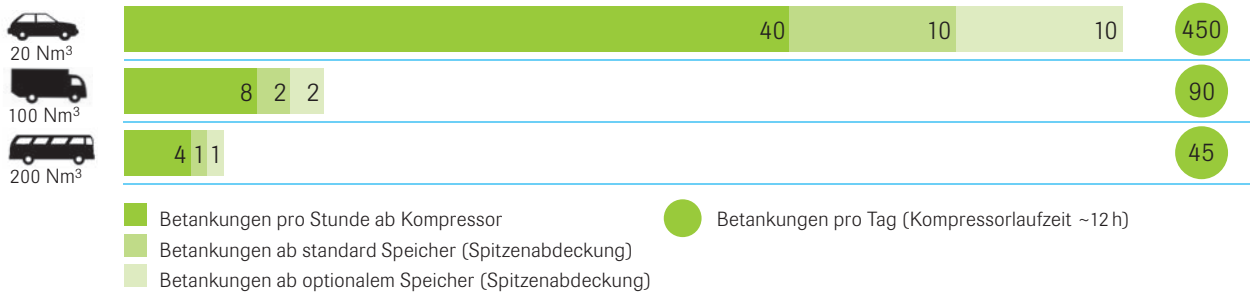 40 10 10 450
20 Nm³
8 2 2 90
100 Nm³
4 1 1 45
200 Nm³
Betankungen pro Stunde ab Kompressor
Betankungen pro Tag (Kompressorlaufzeit ~12 h)
Betankungen ab standard Speicher (Spitzenabdeckung)
Betankungen ab optionalem Speicher (Spitzenabdeckung)